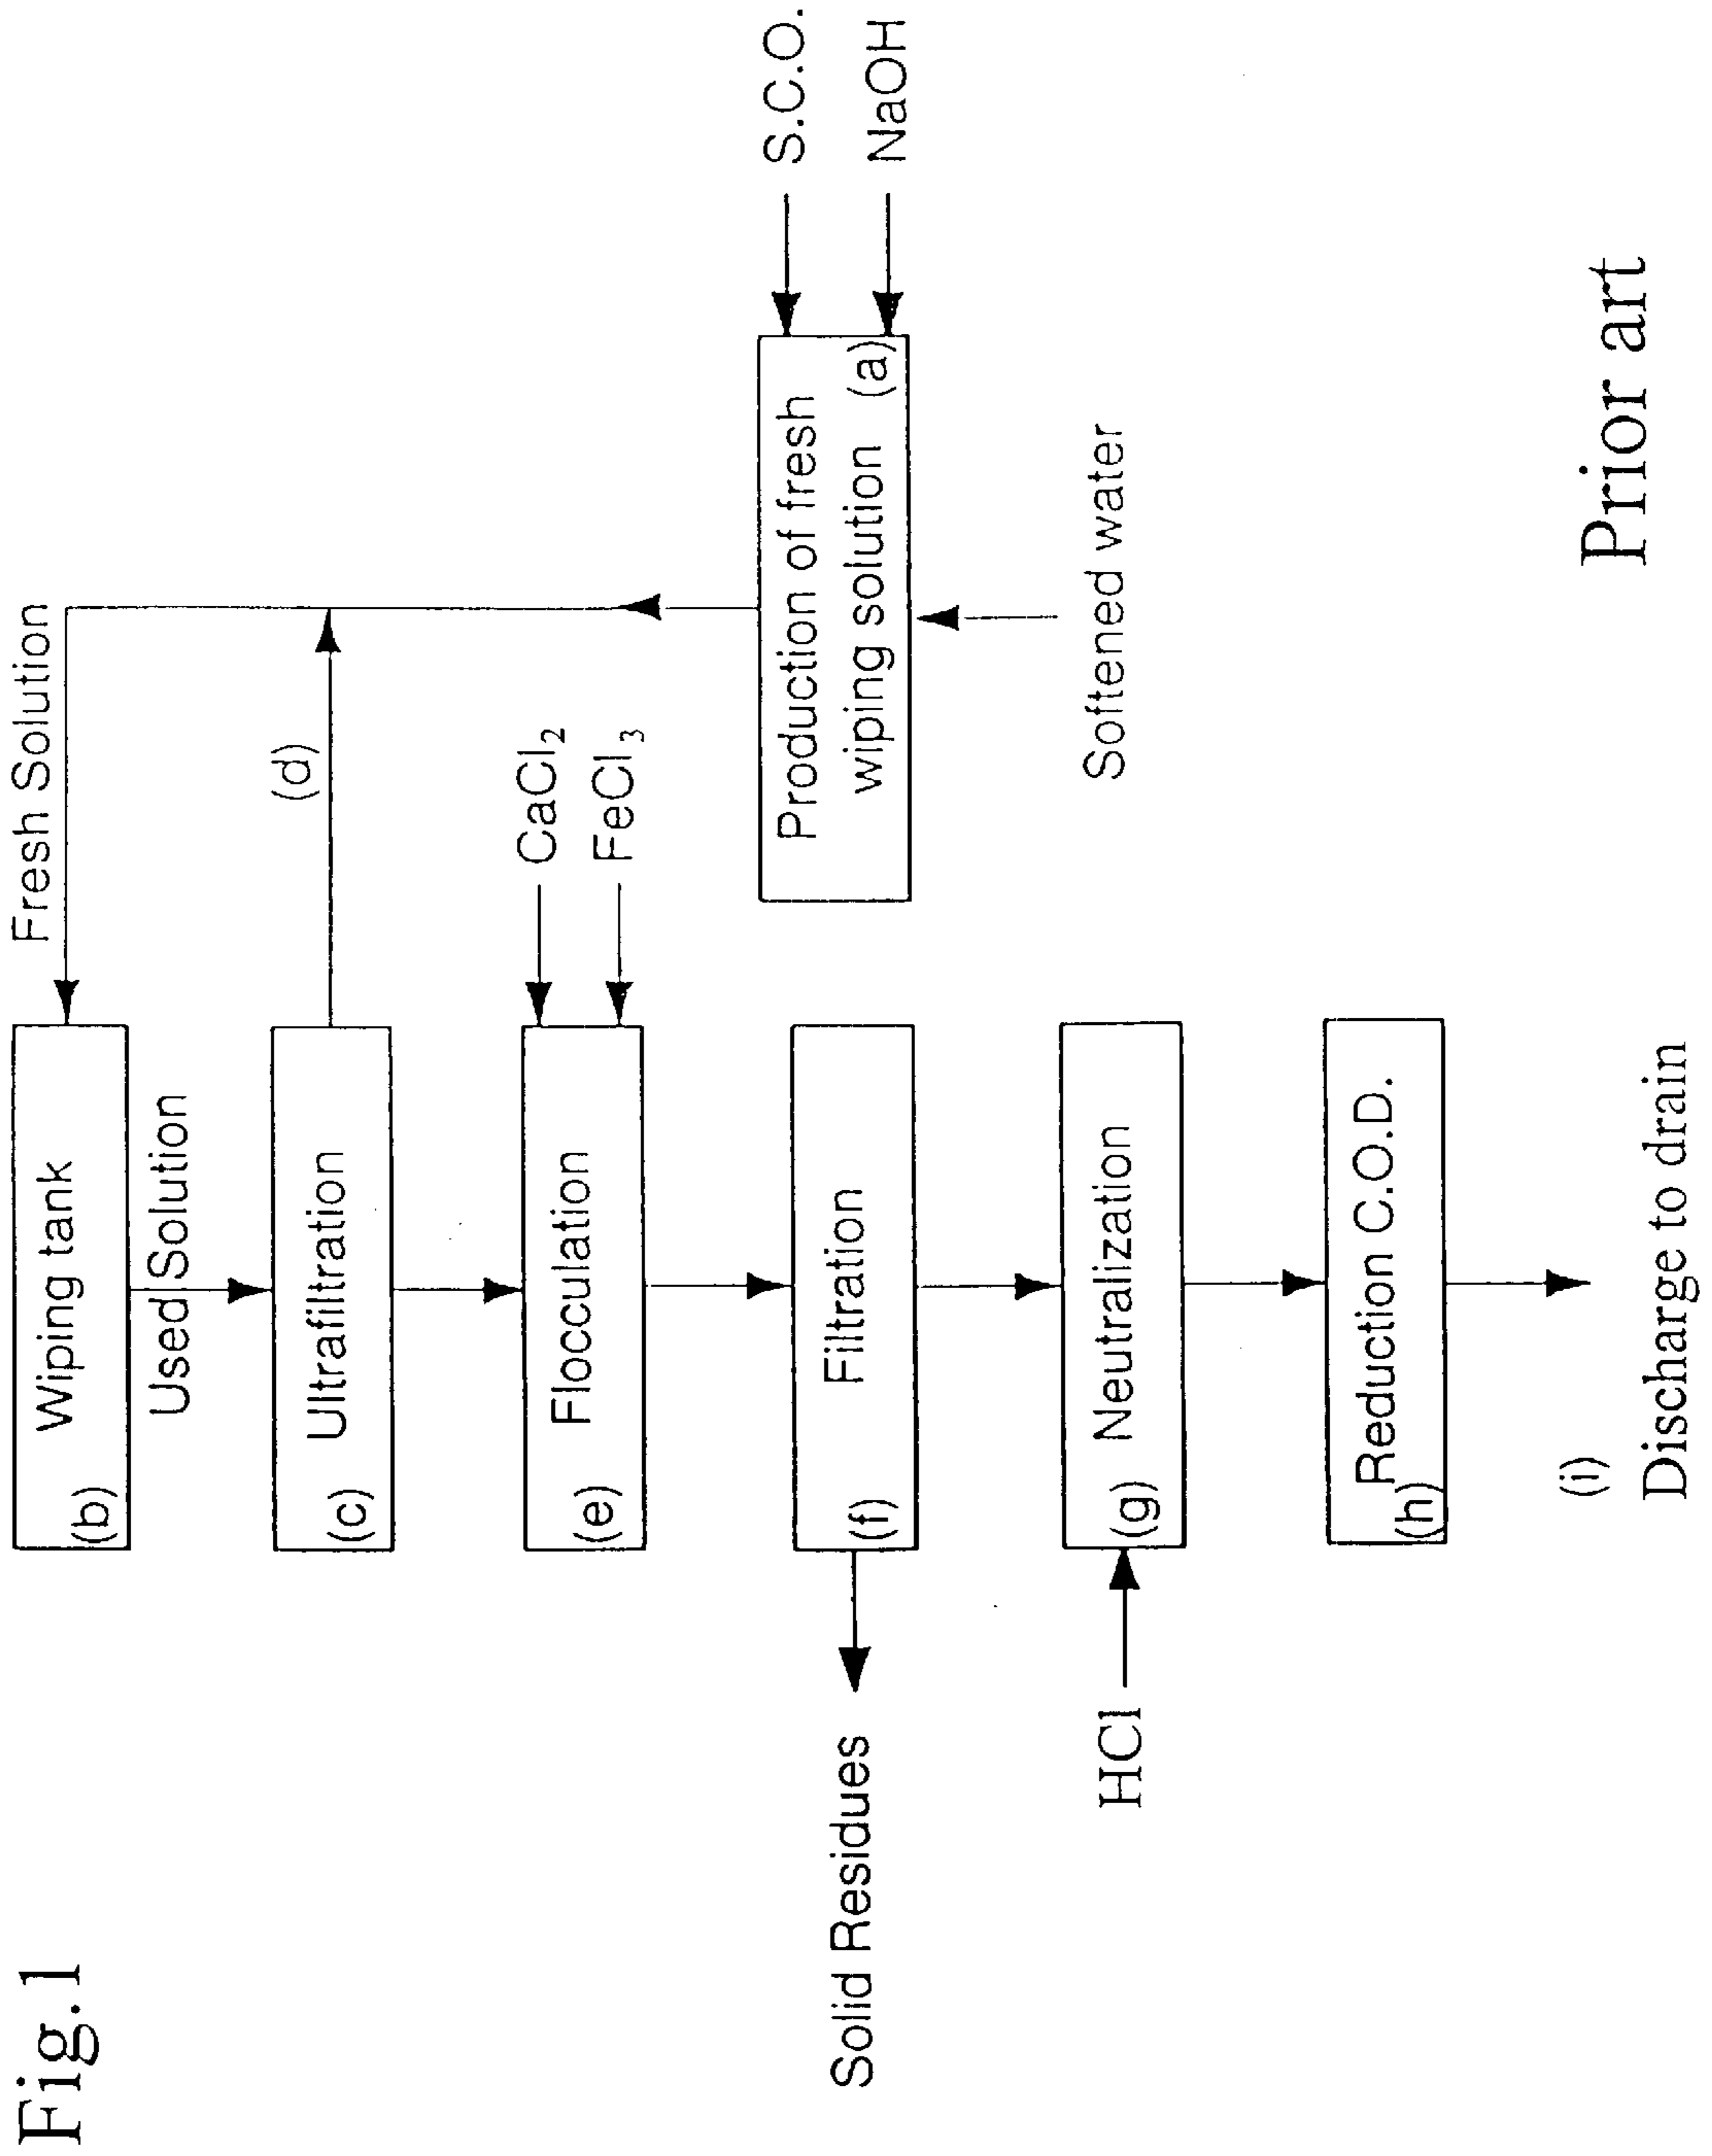 Fig.1
Fresh Solution
Wiping tank
(b)
Used Solution
(d)
Ultrafiltration
(c)
CaCl₂
FeCl₃
Flocculation
(e)
S.C.O.
NaOH
Production of fresh
wiping solution (a)
Softened water
Filtration
(f)
Solid Residues
Neutralization
(g)
HCl
Reduction C.O.D.
(h)
(i)
Discharge to drain
Prior art